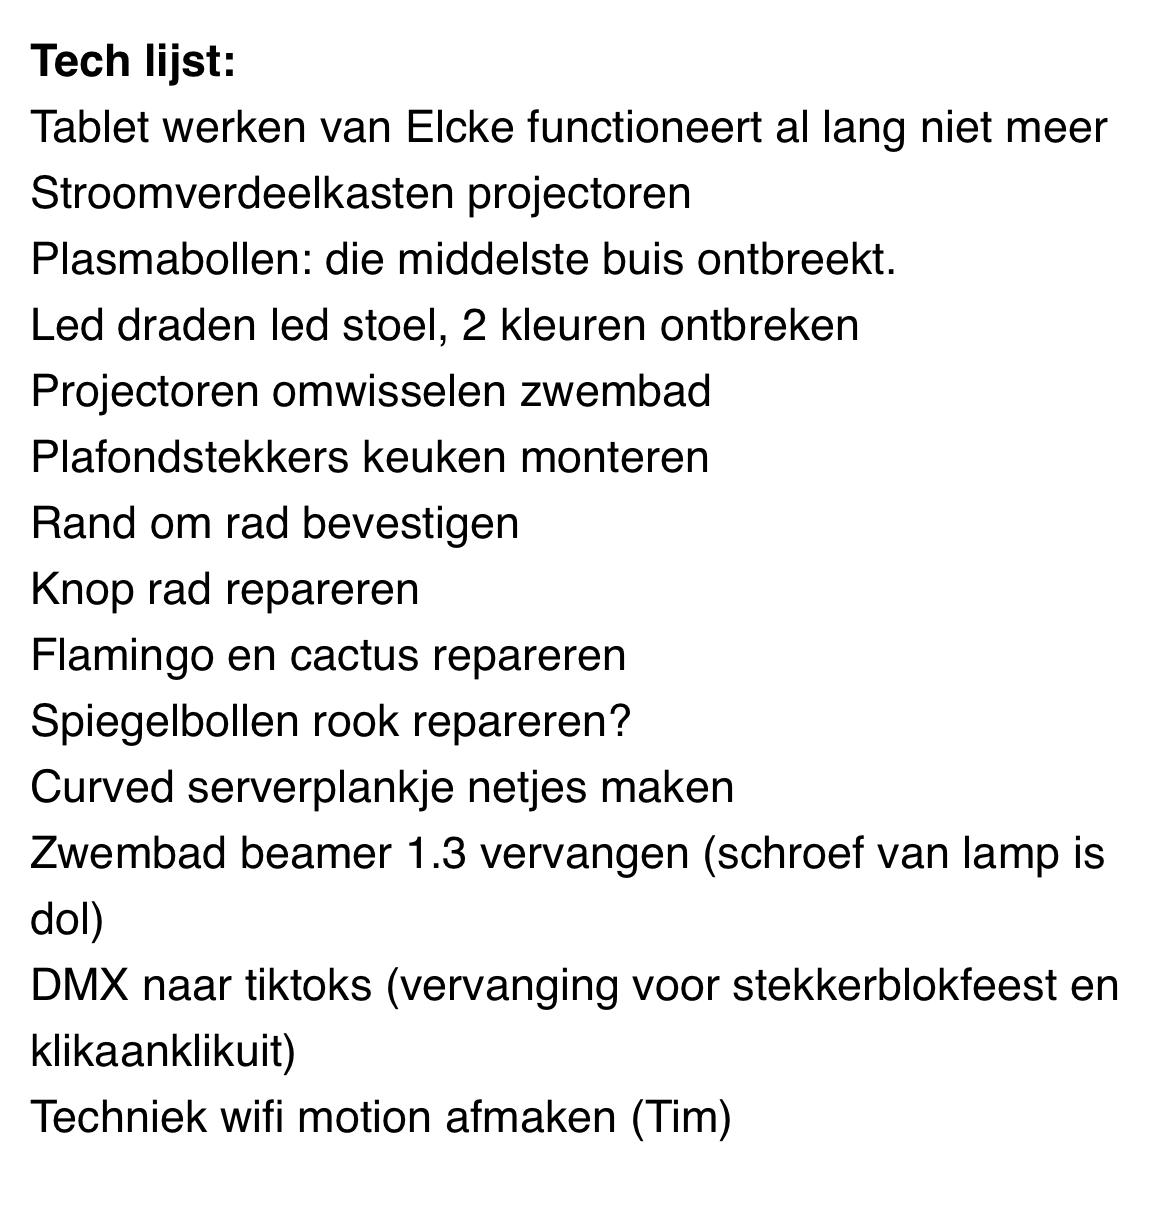 Tech lijst:
Tablet werken van Elcke functioneert al lang niet meer
Stroomverdeelkasten projectoren
Plasmabollen: die middelste buis ontbreekt.
Led draden led stoel, 2 kleuren ontbreken
Projectoren omwisselen zwembad
Plafondstekkers keuken monteren
Rand om rad bevestigen
Knop rad repareren
Flamingo en cactus repareren
Spiegelbollen rook repareren?
Curved serverplankje netjes maken
Zwembad beamer 1.3 vervangen (schroef van lamp is
dol)
DMX naar tiktoks (vervanging voor stekkerblokfeest en
klikaanklikuit)
Techniek wifi motion afmaken (Tim)